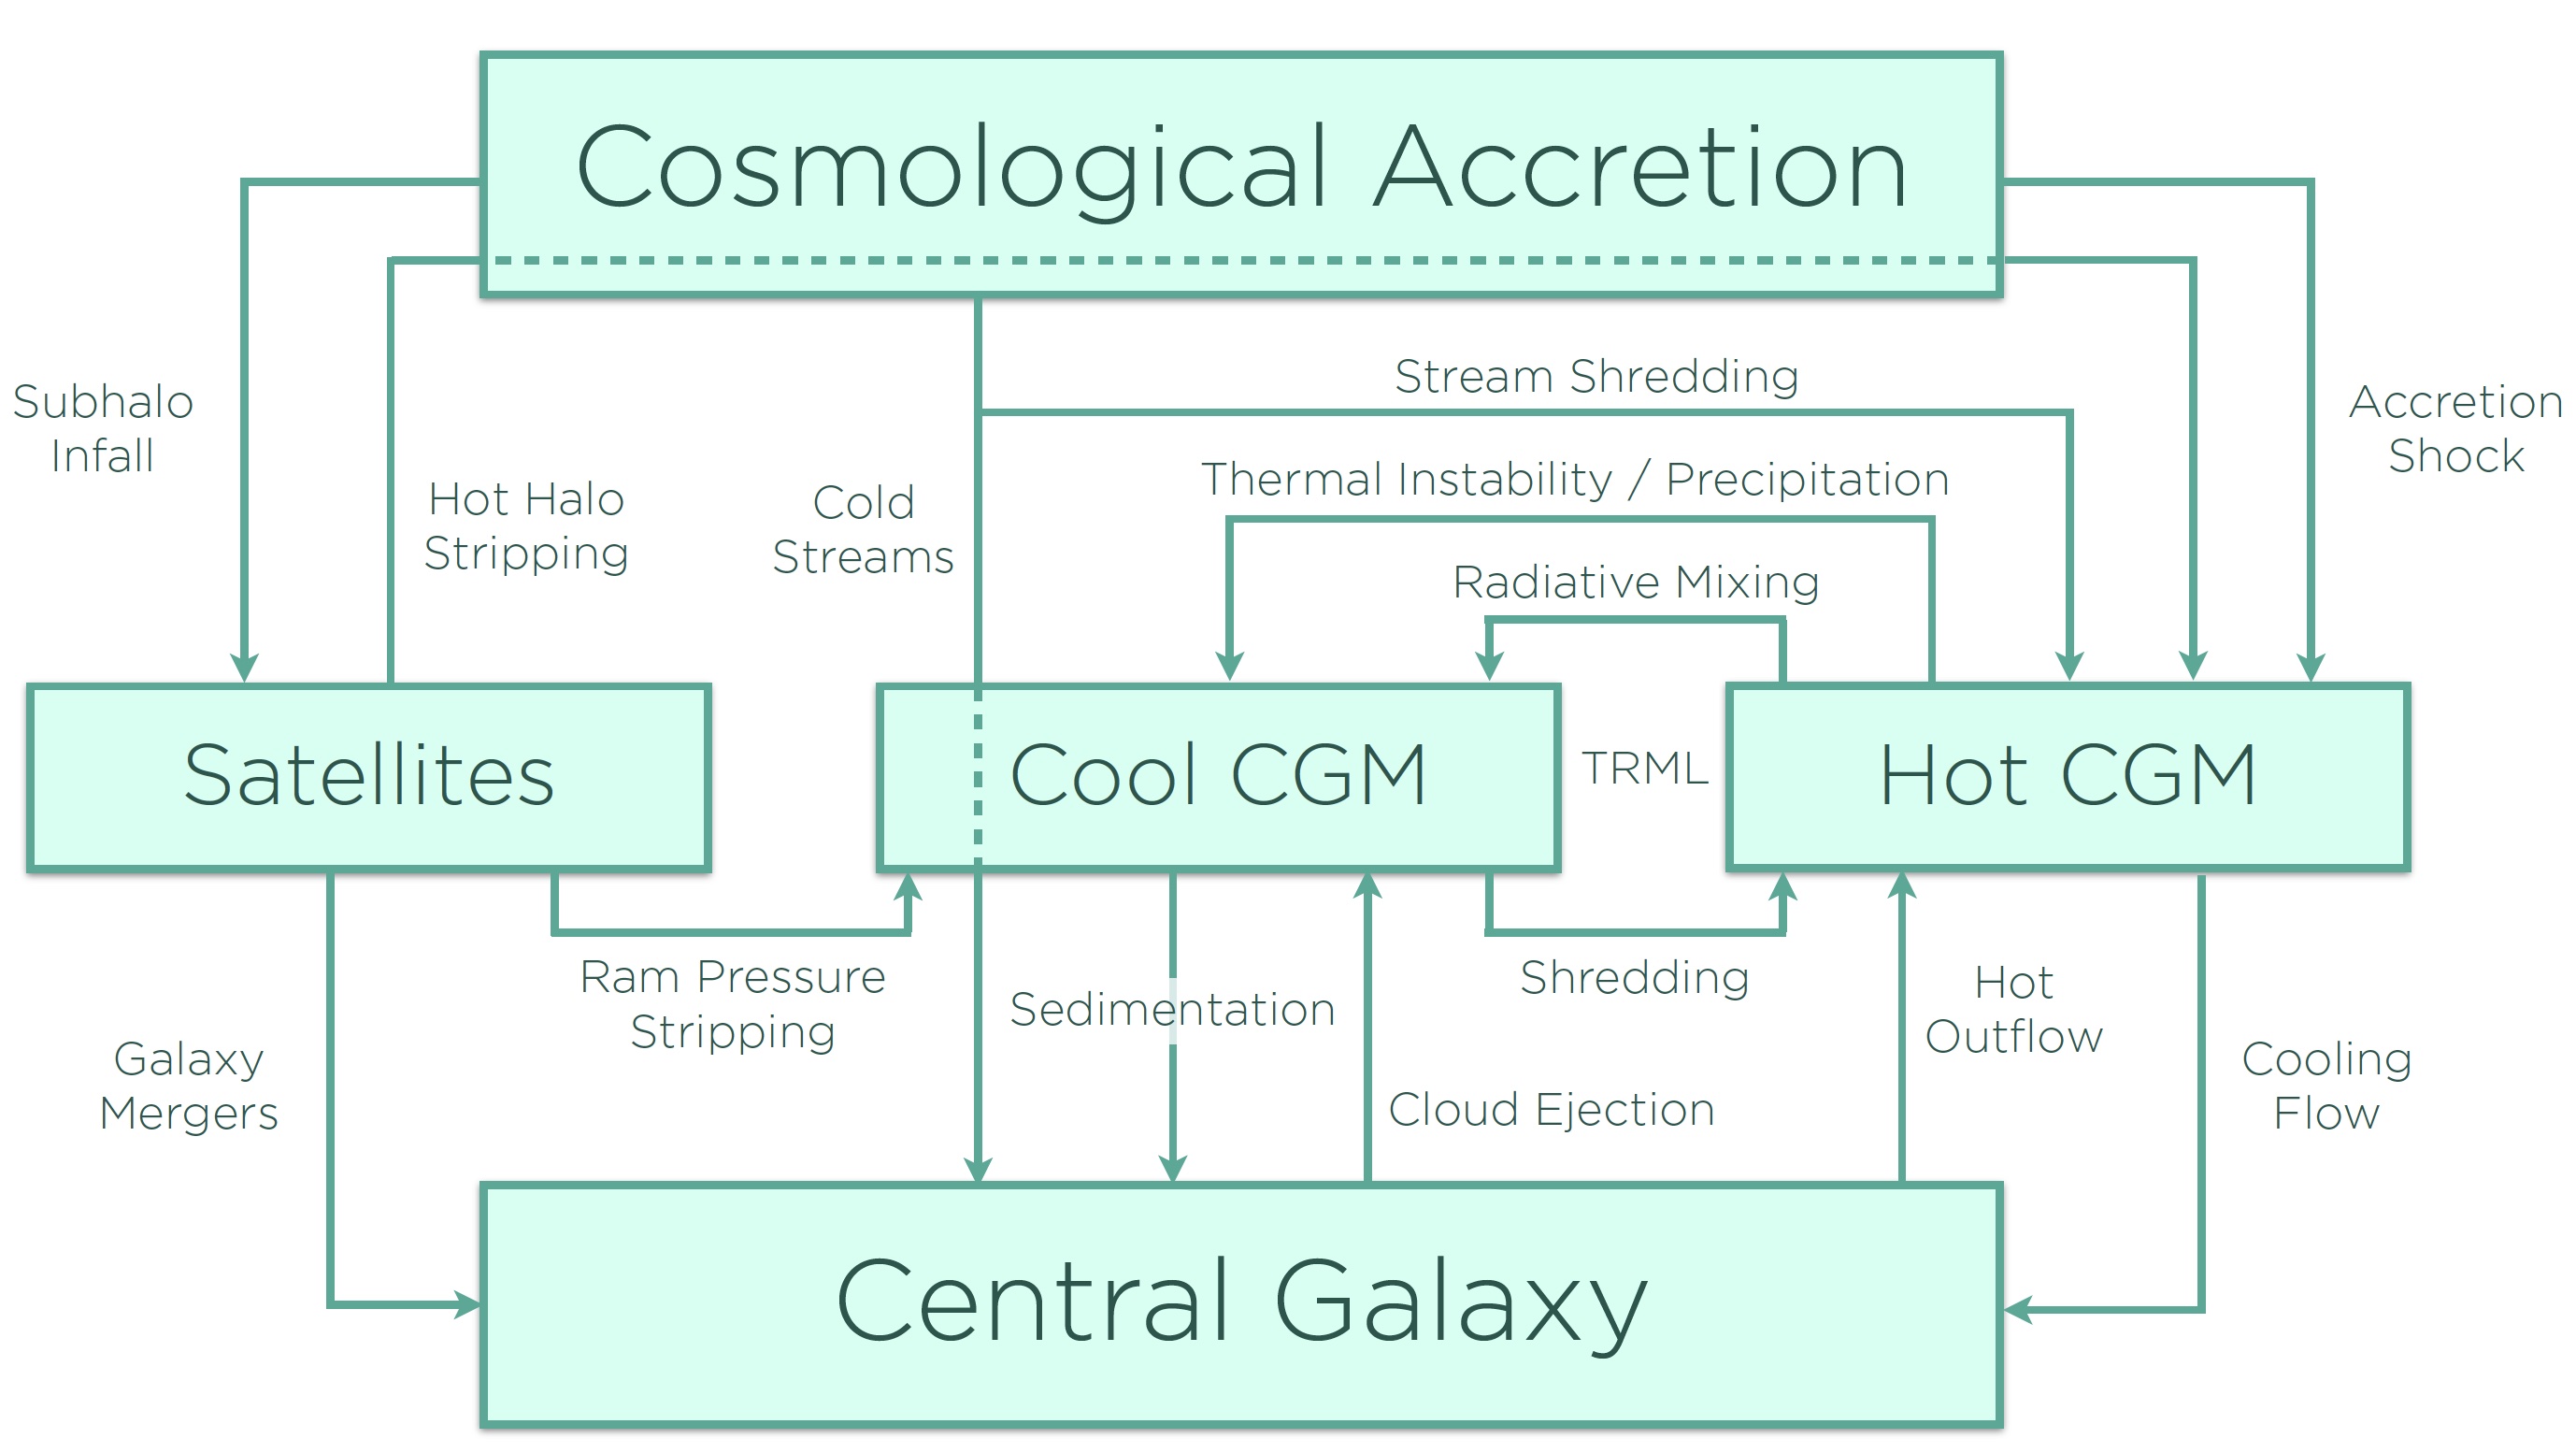 Cosmological Accretion
Subhalo
Infall
Hot Halo
Stripping
Cold
Streams
Stream Shredding
Thermal Instability / Precipitation
Radiative Mixing
Accretion
Shock
Satellites
Cool CGM
TRML
Hot CGM
Ram Pressure
Stripping
Galaxy
Mergers
Sedimentation
Cloud Ejection
Shredding
Hot
Outflow
Cooling
Flow
Central Galaxy